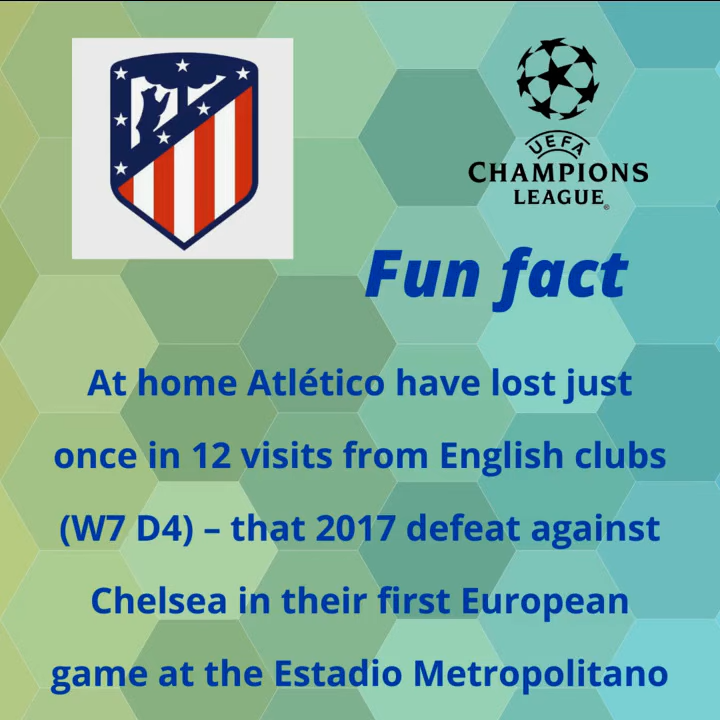 UEFA
CHAMPIONS
LEAGUE
Fun fact
At home Atlético have lost just
once in 12 visits from English clubs
(W7 D4) – that 2017 defeat against
Chelsea in their first European
game at the Estadio Metropolitano